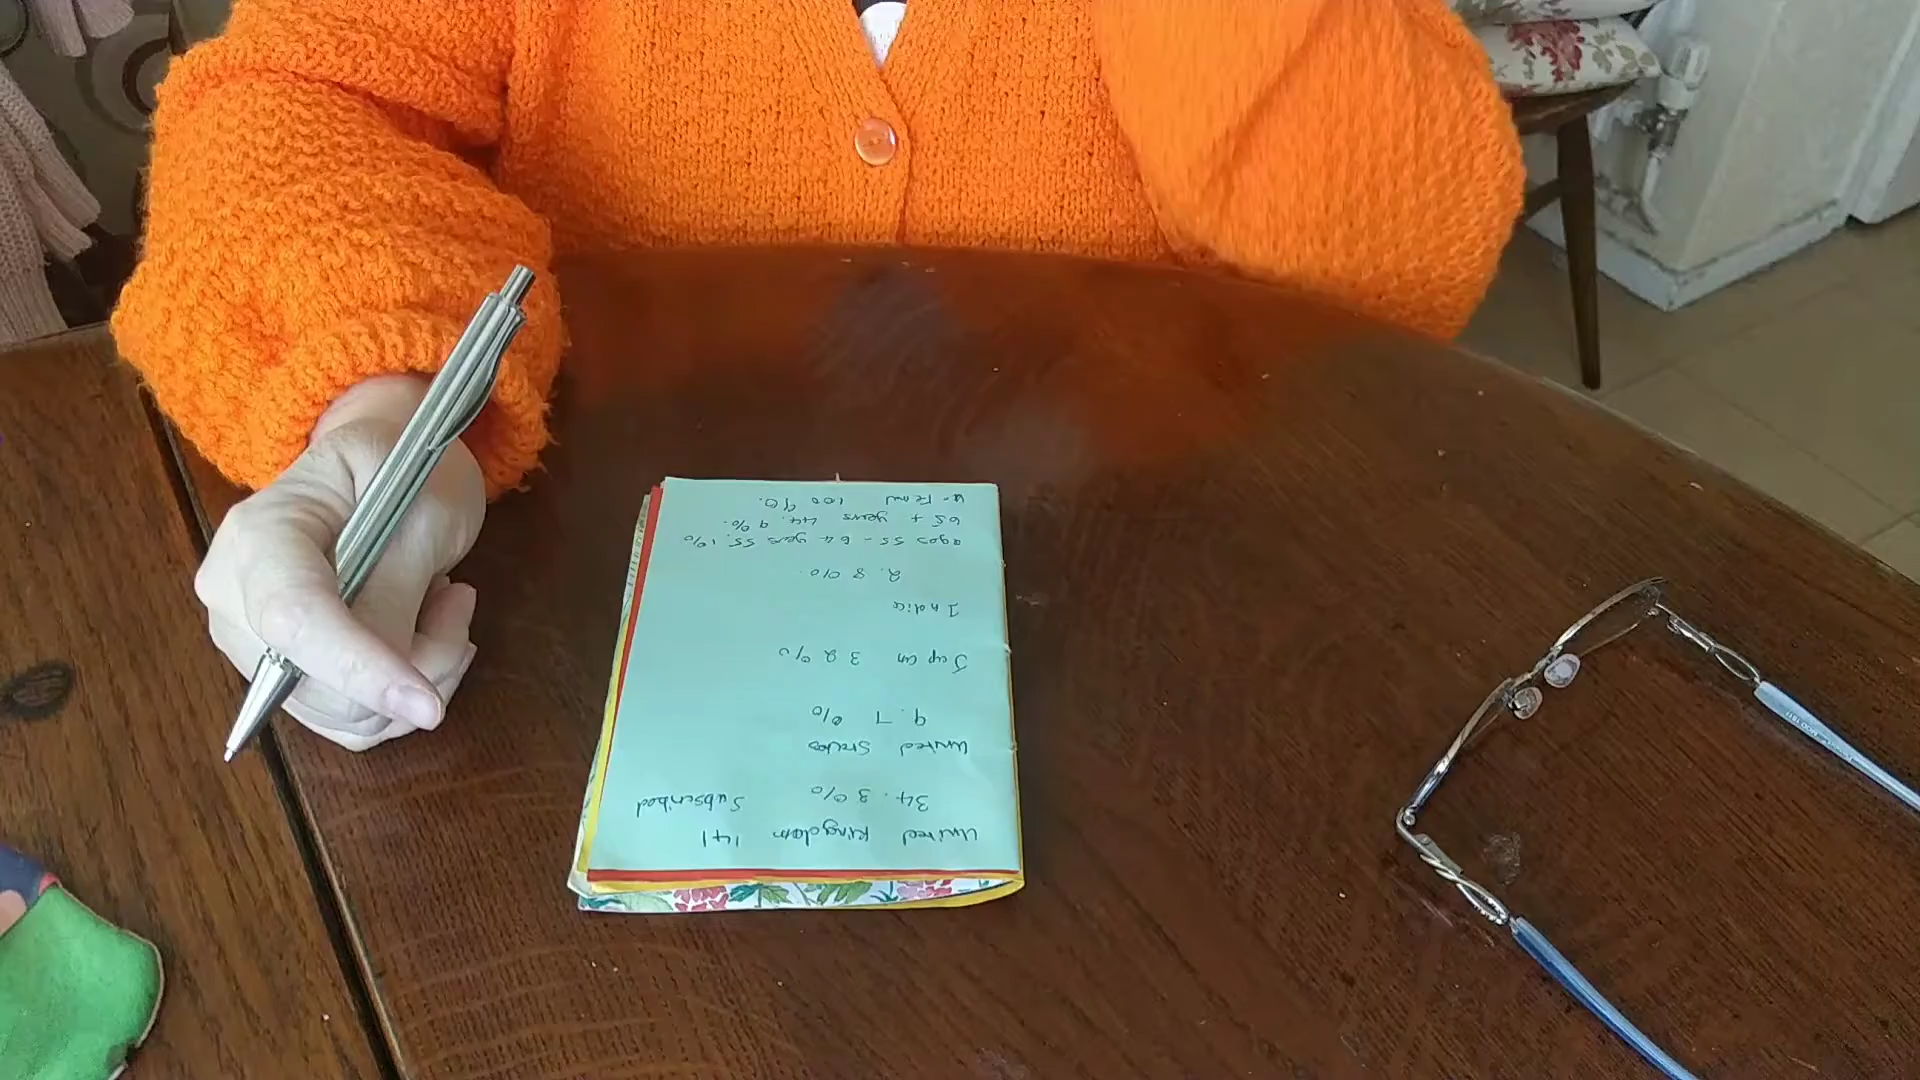 United Kingdom 141
34.3% Subscribed
United States
9.7%
Japan 32%
Indice
2.8%
ages 55-64 years 55.1%
65+ years 44.9%.
100%.